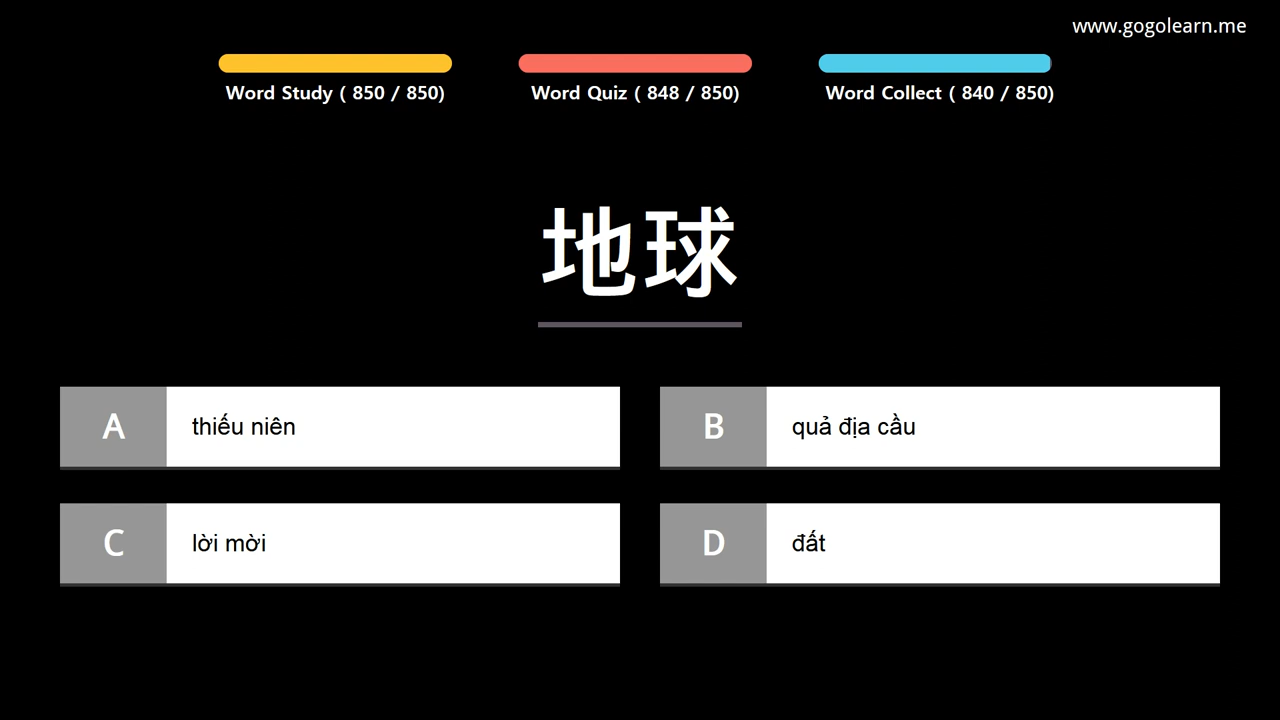 www.gogolearn.me
Word Study ( 850 / 850)
Word Quiz ( 848 / 850)
Word Collect ( 840 / 850)
地球
A thiếu niên
B quả địa cầu
C lời mời
D đất